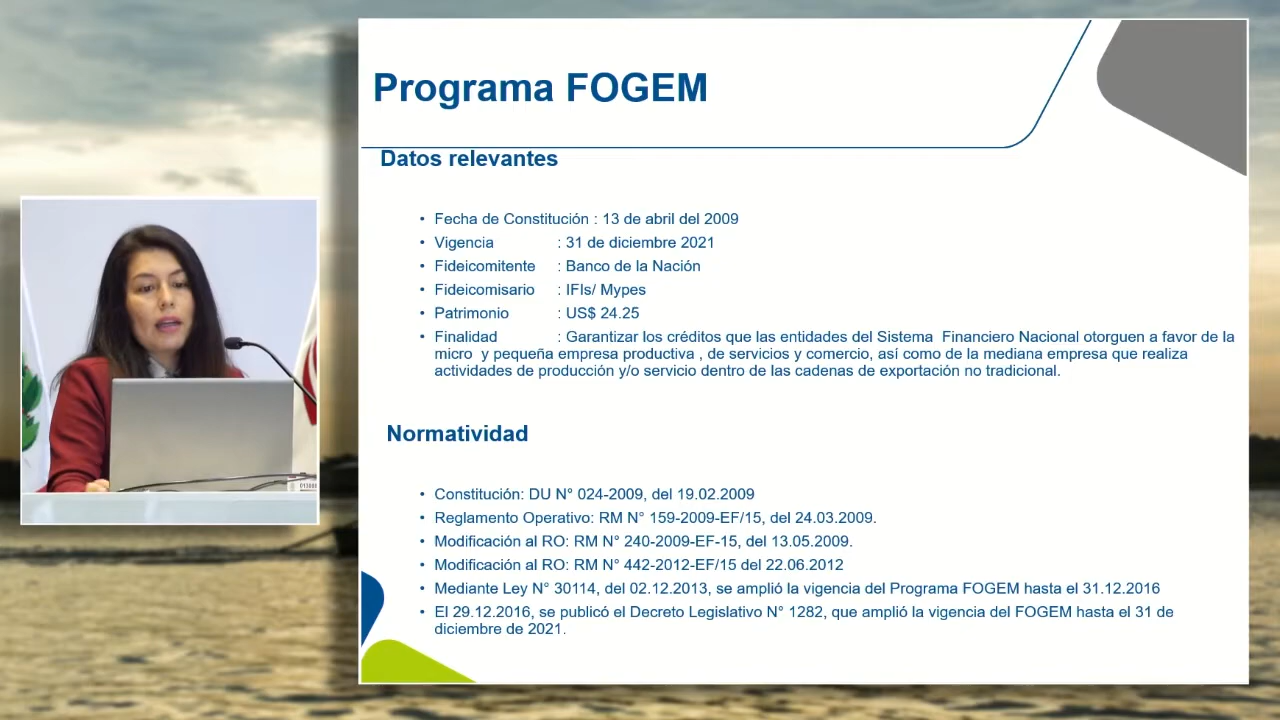 Programa FOGEM
Datos relevantes
• Fecha de Constitución : 13 de abril del 2009
• Vigencia : 31 de diciembre 2021
• Fideicomitente : Banco de la Nación
• Fideicomisario : IFIs/ Mypes
• Patrimonio : US$ 24.25
• Finalidad : Garantizar los créditos que las entidades del Sistema Financiero Nacional otorguen a favor de la
micro y pequeña empresa productiva , de servicios y comercio, así como de la mediana empresa que realiza
actividades de producción y/o servicio dentro de las cadenas de exportación no tradicional.
Normatividad
• Constitución: DU N° 024-2009, del 19.02.2009
• Reglamento Operativo: RM N° 159-2009-EF/15, del 24.03.2009.
• Modificación al RO: RM N° 240-2009-EF-15, del 13.05.2009.
• Modificación al RO: RM N° 442-2012-EF/15 del 22.06.2012
• Mediante Ley N° 30114, del 02.12.2013, se amplió la vigencia del Programa FOGEM hasta el 31.12.2016
• El 29.12.2016, se publicó el Decreto Legislativo N° 1282, que amplió la vigencia del FOGEM hasta el 31 de
diciembre de 2021.